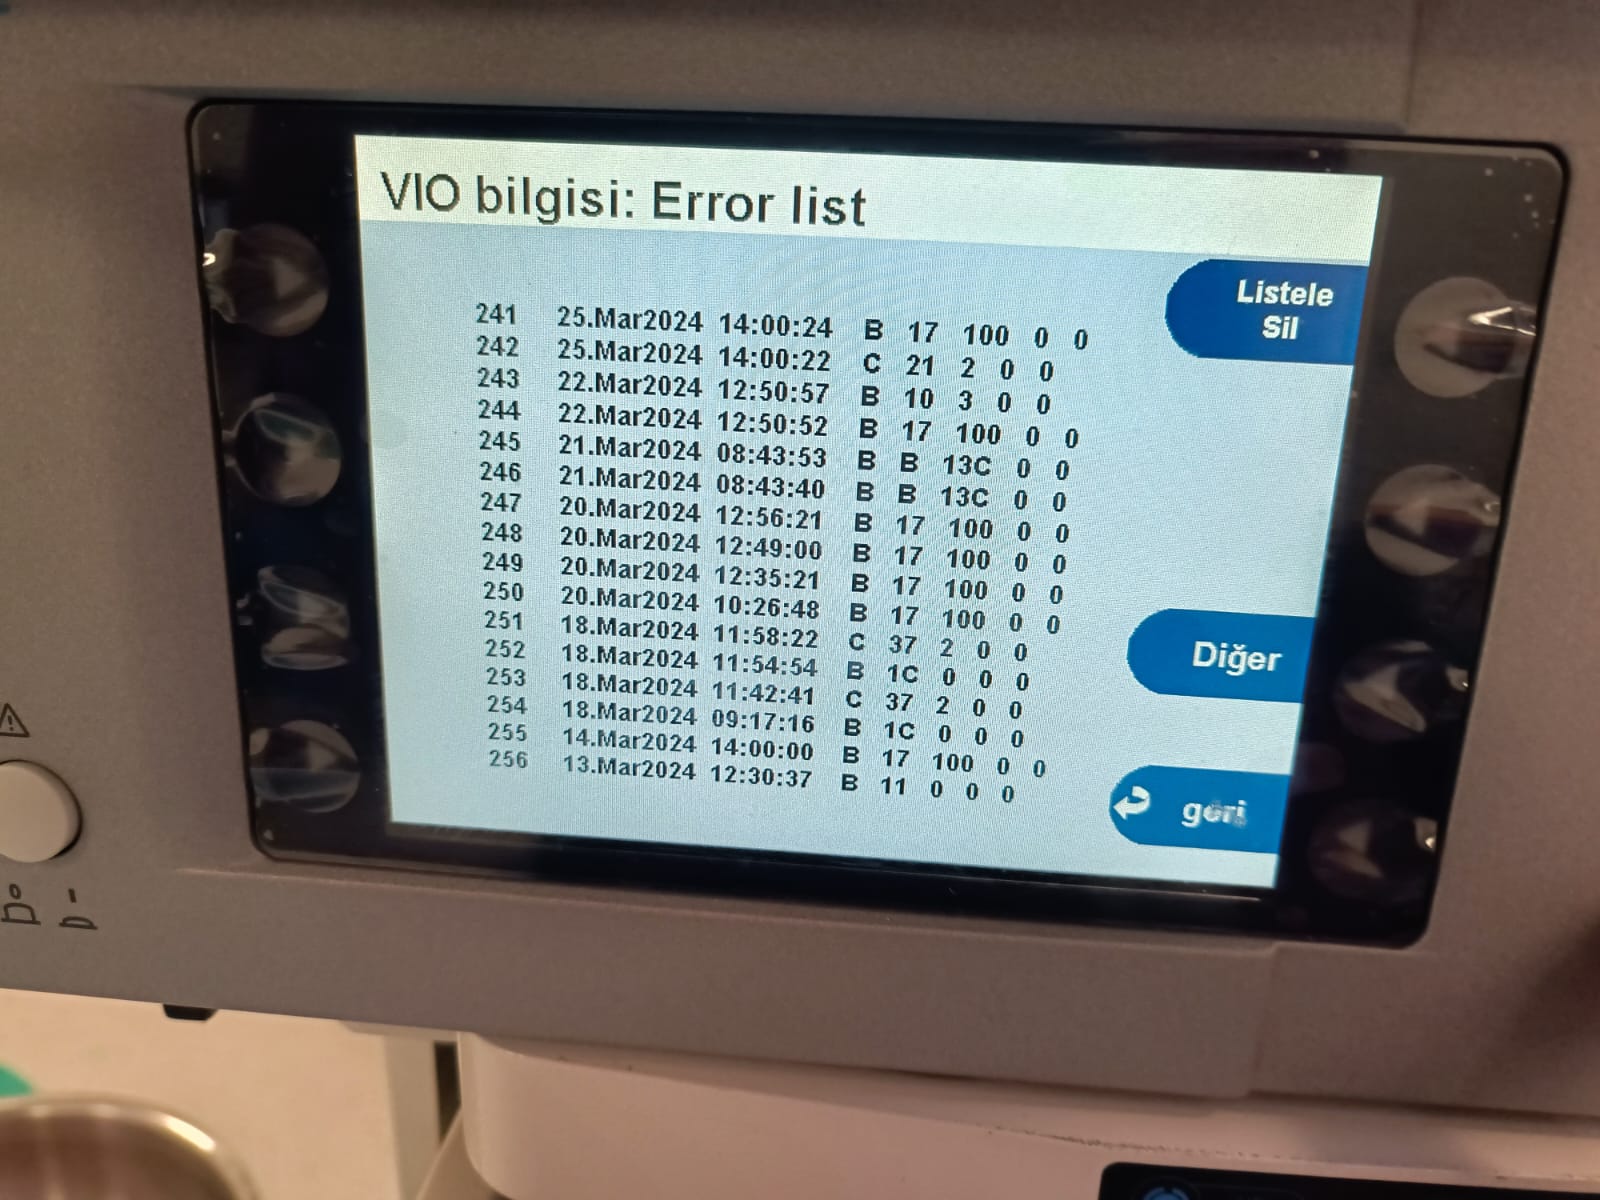 VIO bilgisi: Error list
Listele
Sil
241 25.Mar2024 14:00:24 B 17 100 0 0
242 25.Mar2024 14:00:22 C 21 2 0 0
243 22.Mar2024 12:50:57 B 10 3 0 0
244 22.Mar2024 12:50:52 B 17 100 0 0
245 21.Mar2024 08:43:53 B B 13C 0 0
246 21.Mar2024 08:43:40 B B 13C 0 0
247 20.Mar2024 12:56:21 B 17 100 0 0
248 20.Mar2024 12:49:00 B 17 100 0 0
249 20.Mar2024 12:35:21 B 17 100 0 0
250 20.Mar2024 10:26:48 B 17 100 0 0
251 18.Mar2024 11:58:22 C 37 2 0 0
252 18.Mar2024 11:54:54 B 1C 0 0 0
253 18.Mar2024 11:42:41 C 37 2 0 0
254 18.Mar2024 09:17:16 B 1C 0 0 0
255 14.Mar2024 14:00:00 B 17 100 0 0
256 13.Mar2024 12:30:37 B 11 0 0 0
Diğer
geri